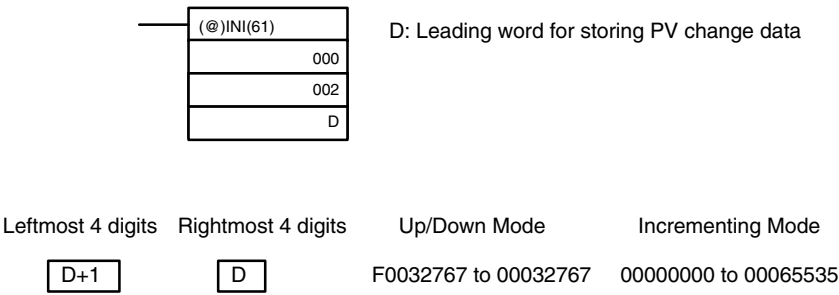 (@)INI(61)
D: Leading word for storing PV change data
000
002
D
Leftmost 4 digits Rightmost 4 digits Up/Down Mode Incrementing Mode
D+1 D F0032767 to 00032767 00000000 to 00065535